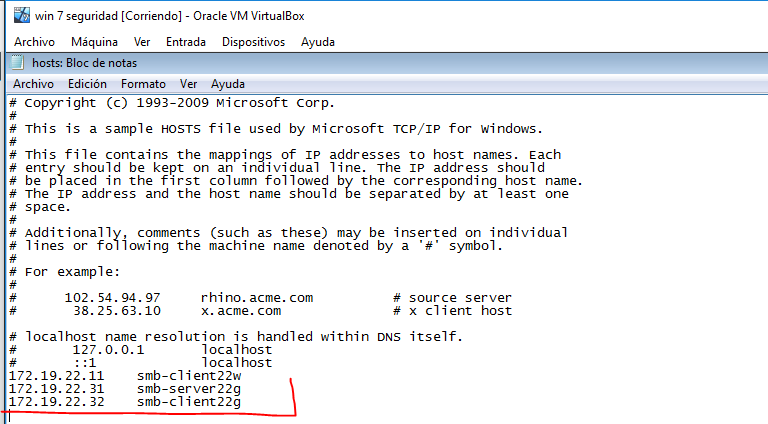 win 7 seguridad [Corriendo] - Oracle VM VirtualBox
Archivo Máquina Ver Entrada Dispositivos Ayuda
hosts: Bloc de notas
Archivo Edición Formato Ver Ayuda
# Copyright (c) 1993-2009 Microsoft Corp.
#
# This is a sample HOSTS file used by Microsoft TCP/IP for Windows.
#
# This file contains the mappings of IP addresses to host names. Each
# entry should be kept on an individual line. The IP address should
# be placed in the first column followed by the corresponding host name.
# The IP address and the host name should be separated by at least one
# space.
#
# Additionally, comments (such as these) may be inserted on individual
# lines or following the machine name denoted by a '#' symbol.
#
# For example:
#
# 102.54.94.97 rhino.acme.com # source server
# 38.25.63.10 x.acme.com # x client host

# localhost name resolution is handled within DNS itself.
# 127.0.0.1 localhost
# ::1 localhost
172.19.22.11 smb-client22w
172.19.22.31 smb-server22g
172.19.22.32 smb-client22g